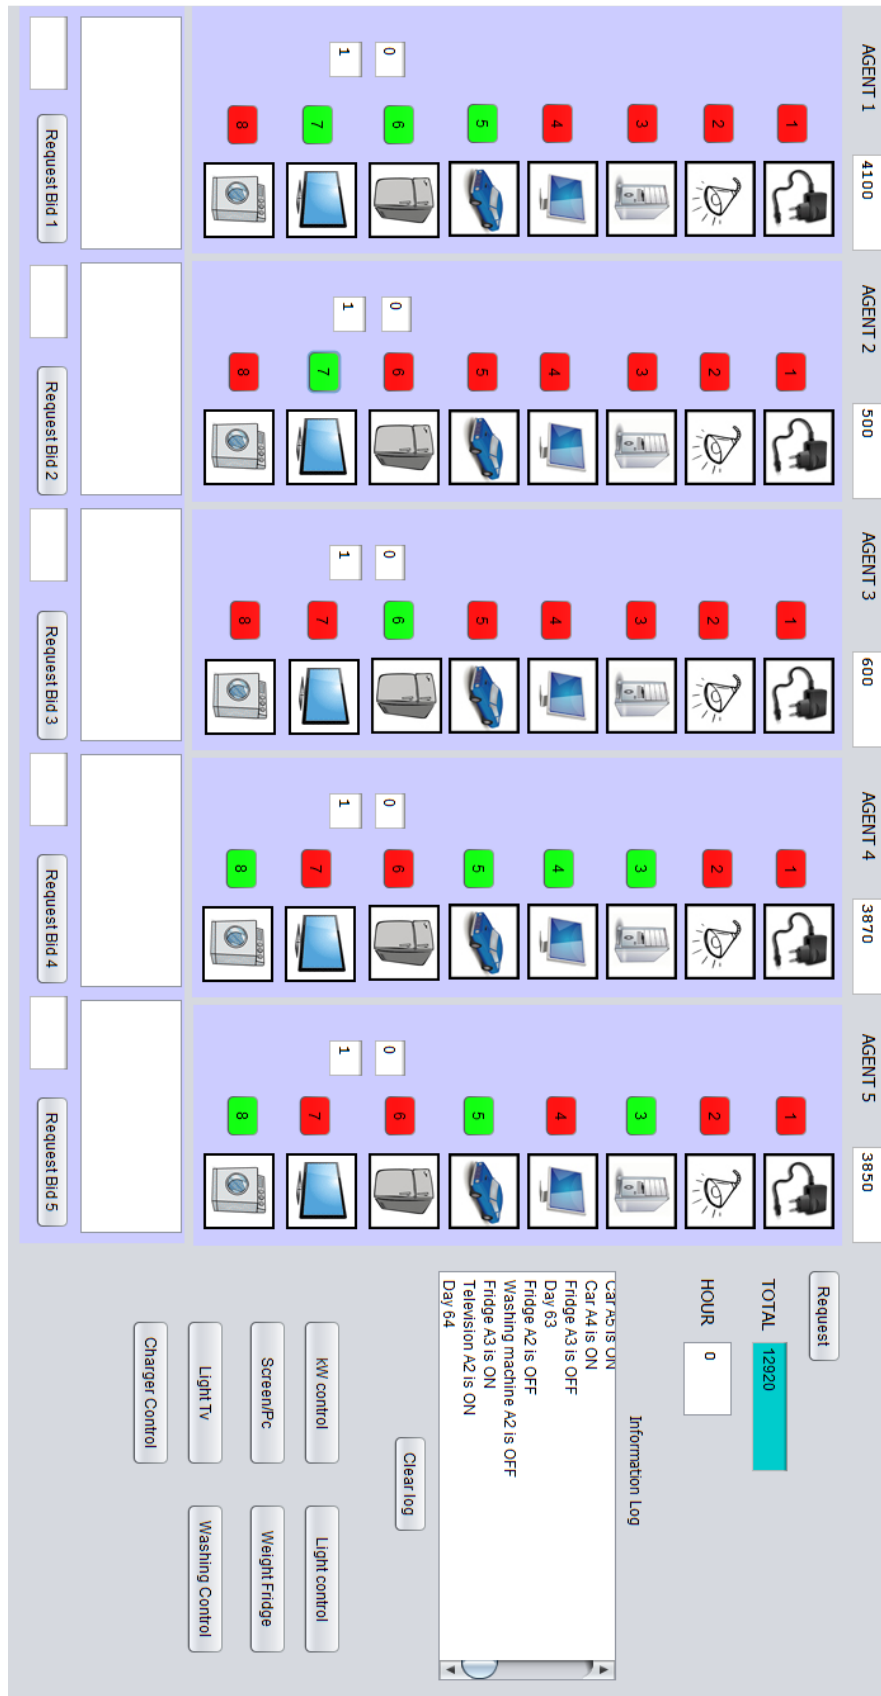 AGENT 1
4100
1
2
3
4
5
6
7
8
0
1
Request Bid 1
AGENT 2
500
1
2
3
4
5
6
7
8
0
1
Request Bid 2
AGENT 3
600
1
2
3
4
5
6
7
8
0
1
Request Bid 3
AGENT 4
3870
1
2
3
4
5
6
7
8
0
1
Request Bid 4
AGENT 5
3850
1
2
3
4
5
6
7
8
0
1
Request Bid 5
Request
TOTAL 12920
HOUR 0
Information Log
Car A5 is ON
Car A4 is ON
Fridge A3 is OFF
Day 63
Fridge A2 is OFF
Washing machine A2 is OFF
Fridge A3 is ON
Television A2 is ON
Day 64
Clear log
kW control
Light control
Screen/Pc
Weight Fridge
Light Tv
Washing Control
Charger Control